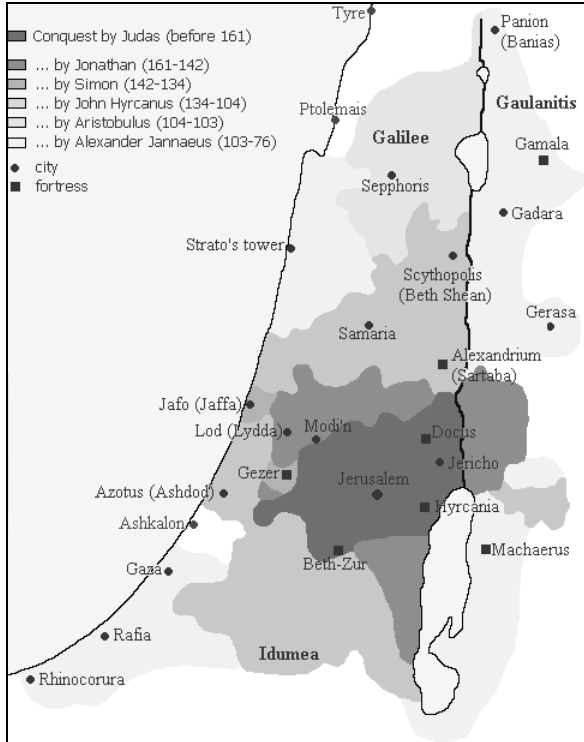 Conquest by Judas (before 161)
... by Jonathan (161-142)
... by Simon (142-134)
... by John Hyrcanus (134-104)
... by Aristobulus (104-103)
... by Alexander Jannaeus (103-76)
city
fortress
Tyre
Panion
(Banias)
Ptolemais
Galilee
Gaulanitis
Gamala
Sepphoris
Gadara
Strato's tower
Scythopolis
(Beth Shean)
Samaria
Gerasa
Alexandrium
(Sartaba)
Jafo (Jaffa)
Lod (Lydda)
Modi'n
Docus
Gezer
Jericho
Jerusalem
Azotus (Ashdod)
Hyrcania
Ashkalon
Beth-Zur
Machaerus
Gaza
Rafia
Idumea
Rhinocorura